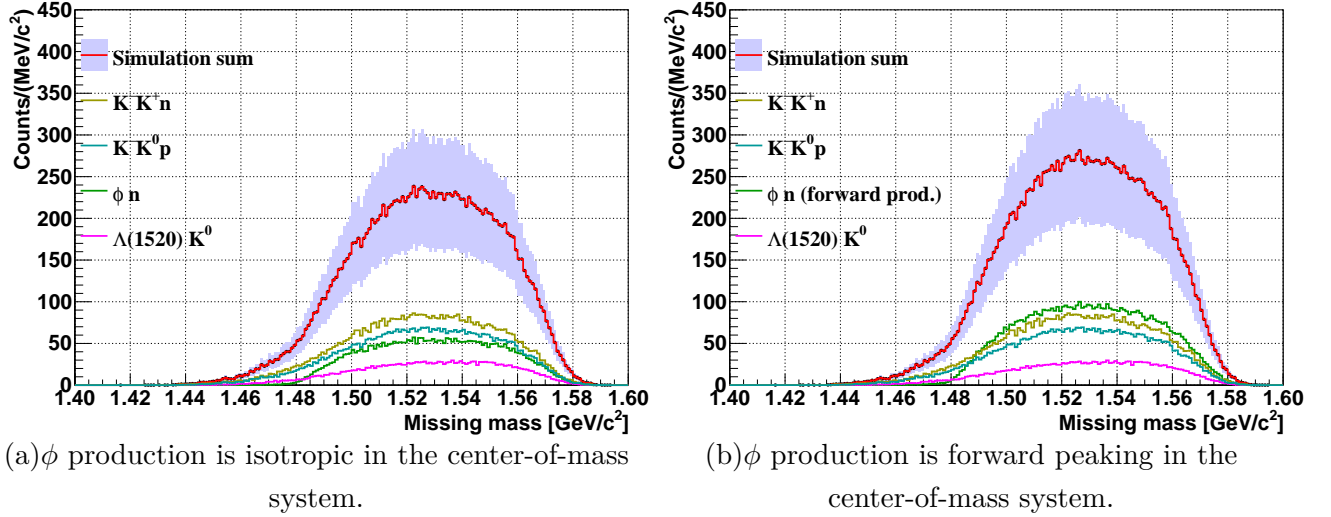 Counts/(MeV/c²)
450
400
350
300
250
200
150
100
50
0
Simulation sum
K⁻K⁺n
K⁻K⁰p
ϕ n
Λ(1520) K⁰
1.40 1.42 1.44 1.46 1.48 1.50 1.52 1.54 1.56 1.58 1.60
Missing mass [GeV/c²]
(a)ϕ production is isotropic in the center-of-mass
system.
Counts/(MeV/c²)
450
400
350
300
250
200
150
100
50
0
Simulation sum
K⁻K⁺n
K⁻K⁰p
ϕ n (forward prod.)
Λ(1520) K⁰
1.40 1.42 1.44 1.46 1.48 1.50 1.52 1.54 1.56 1.58 1.60
Missing mass [GeV/c²]
(b)ϕ production is forward peaking in the
center-of-mass system.